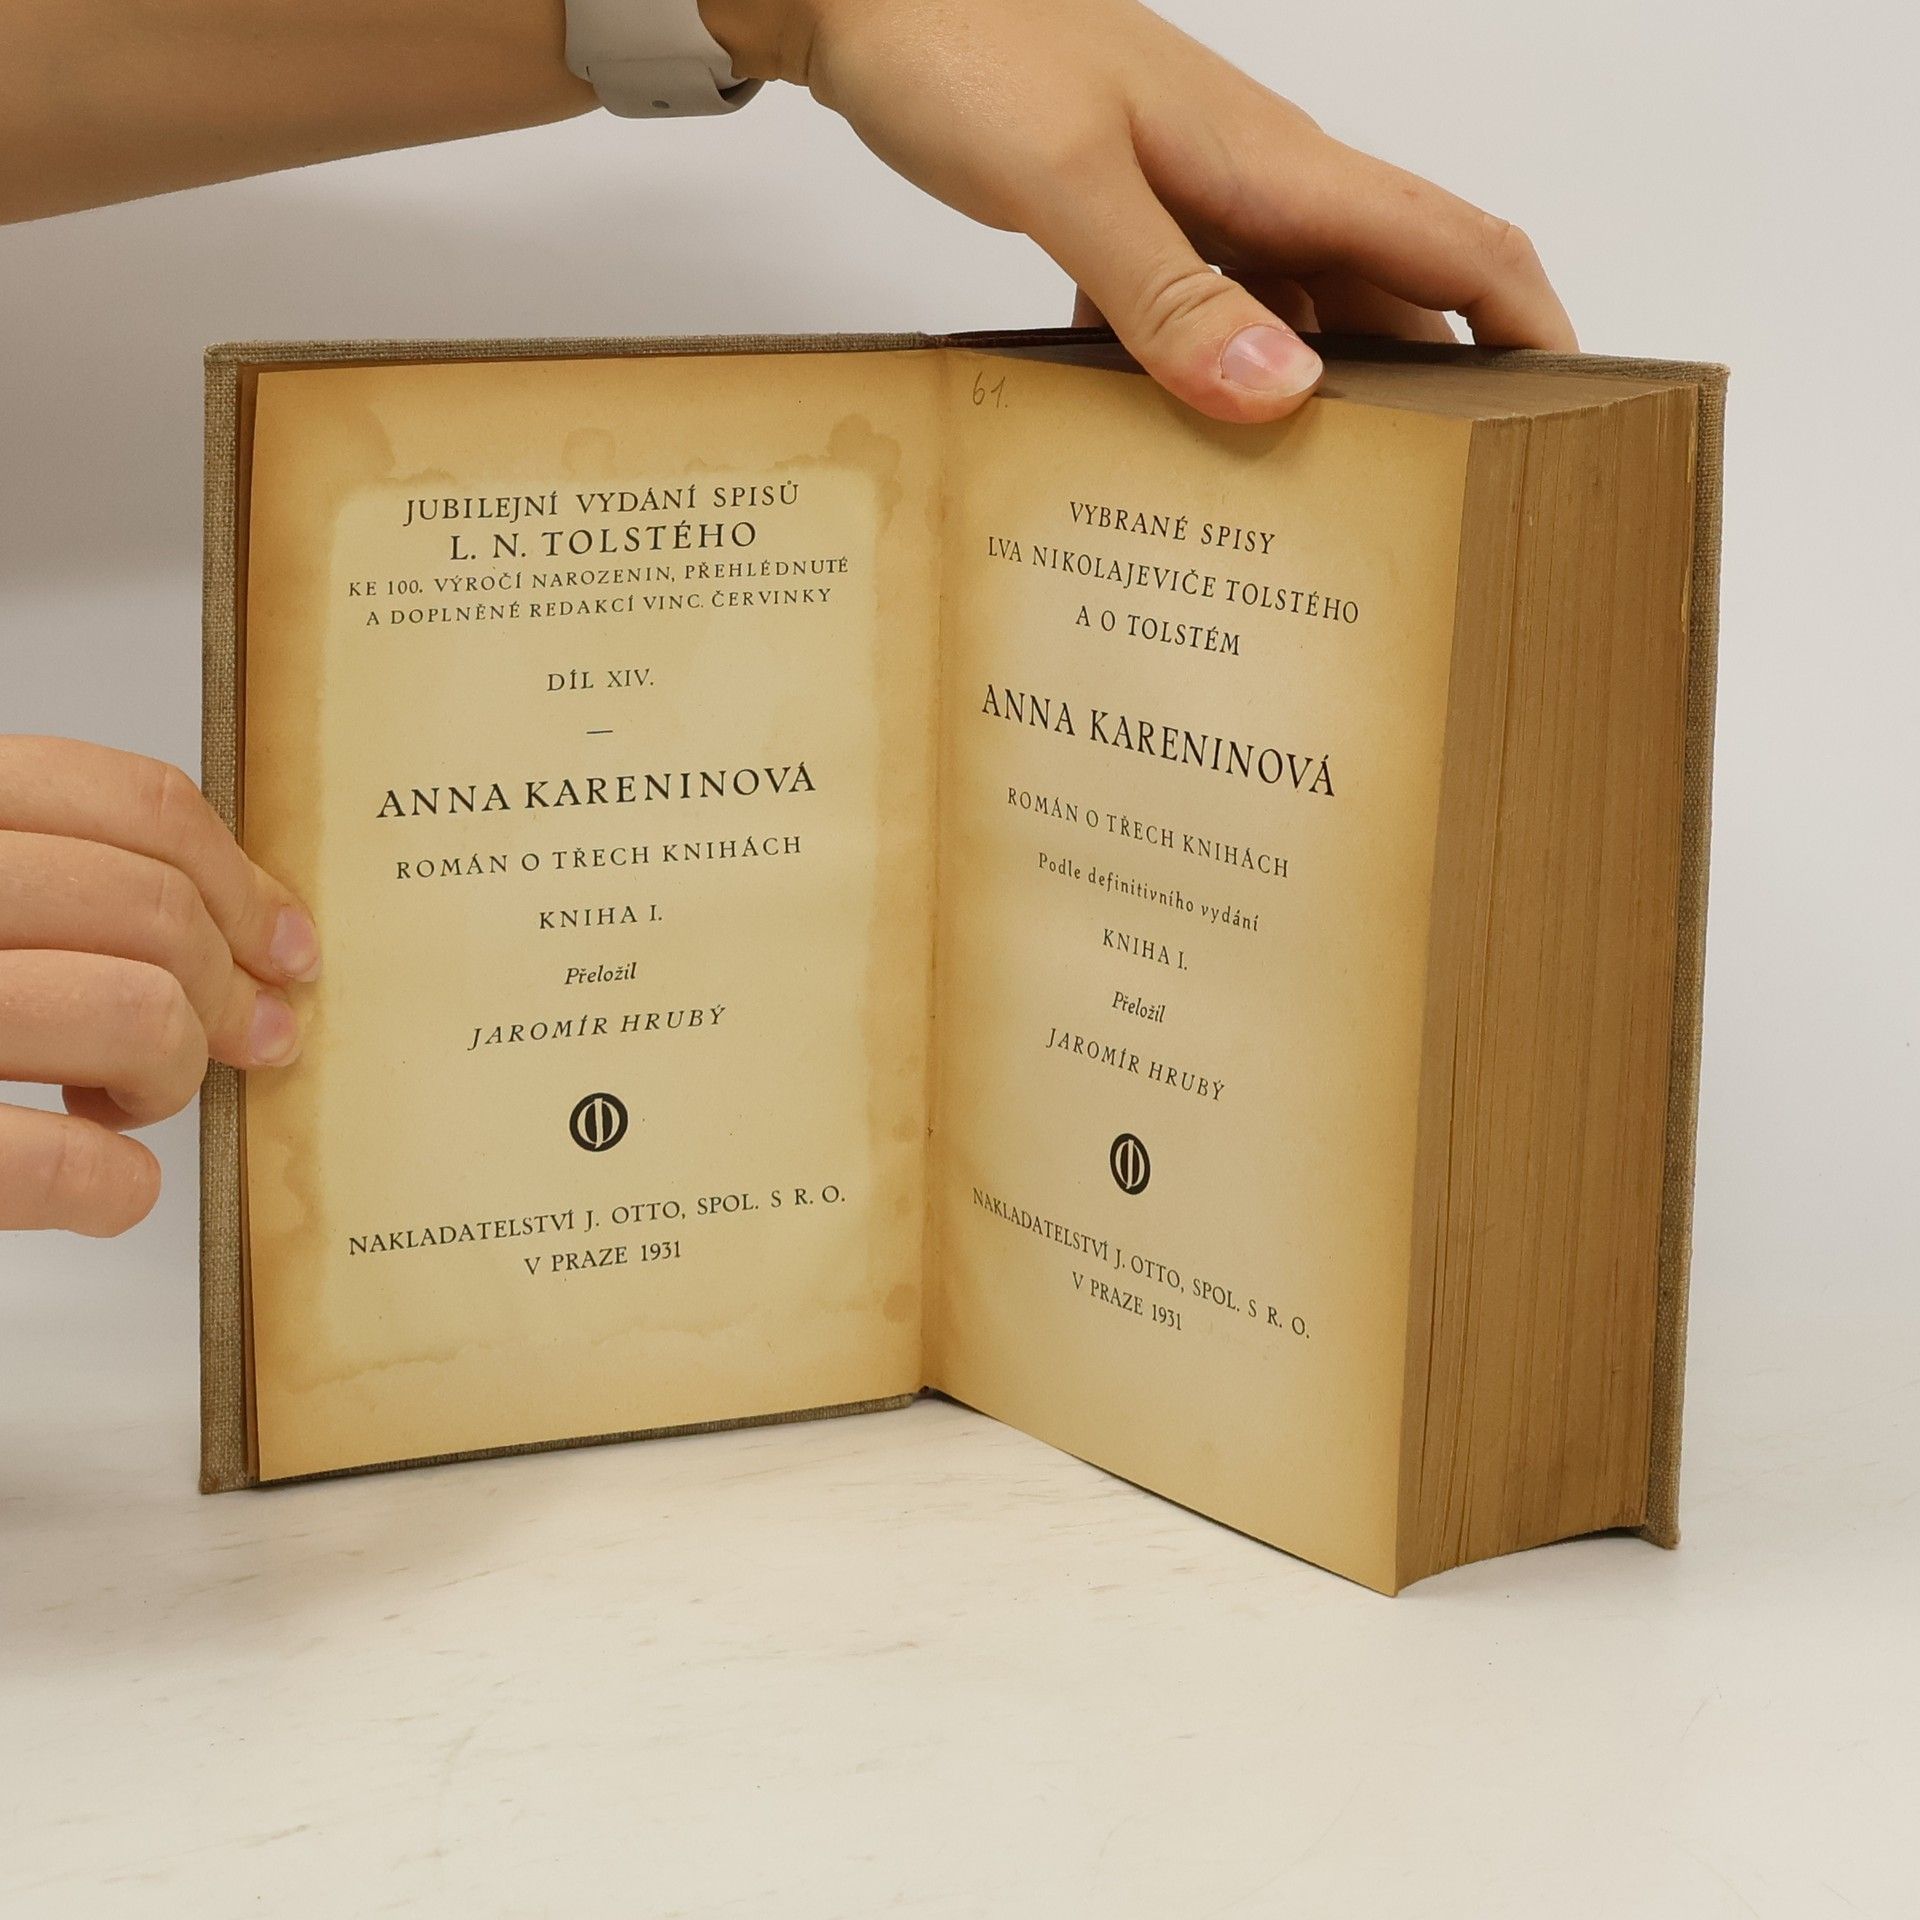 JUBILEJNÍ VYDÁNÍ SPISŮ
L. N. TOLSTÉHO
KE 100. VÝROČÍ NAROZENIN, PŘEHLÉDNUTÉ
A DOPLNĚNÉ REDAKCÍ VINC. ČERVINKY
DÍL XIV.
—
ANNA KARENINOVÁ
ROMÁN O TŘECH KNIHÁCH
KNIHA I.
Přeložil
JAROMÍR HRUBÝ
NAKLADATELSTVÍ J. OTTO, SPOL. S R. O.
V PRAZE 1931
61.
VYBRANÉ SPISY
LVA NIKOLAJEVIČE TOLSTÉHO
A O TOLSTÉM
ANNA KARENINOVÁ
ROMÁN O TŘECH KNIHÁCH
Podle definitivního vydání
KNIHA I.
Přeložil
JAROMÍR HRUBÝ
NAKLADATELSTVÍ J. OTTO, SPOL. S R. O.
V PRAZE 1931